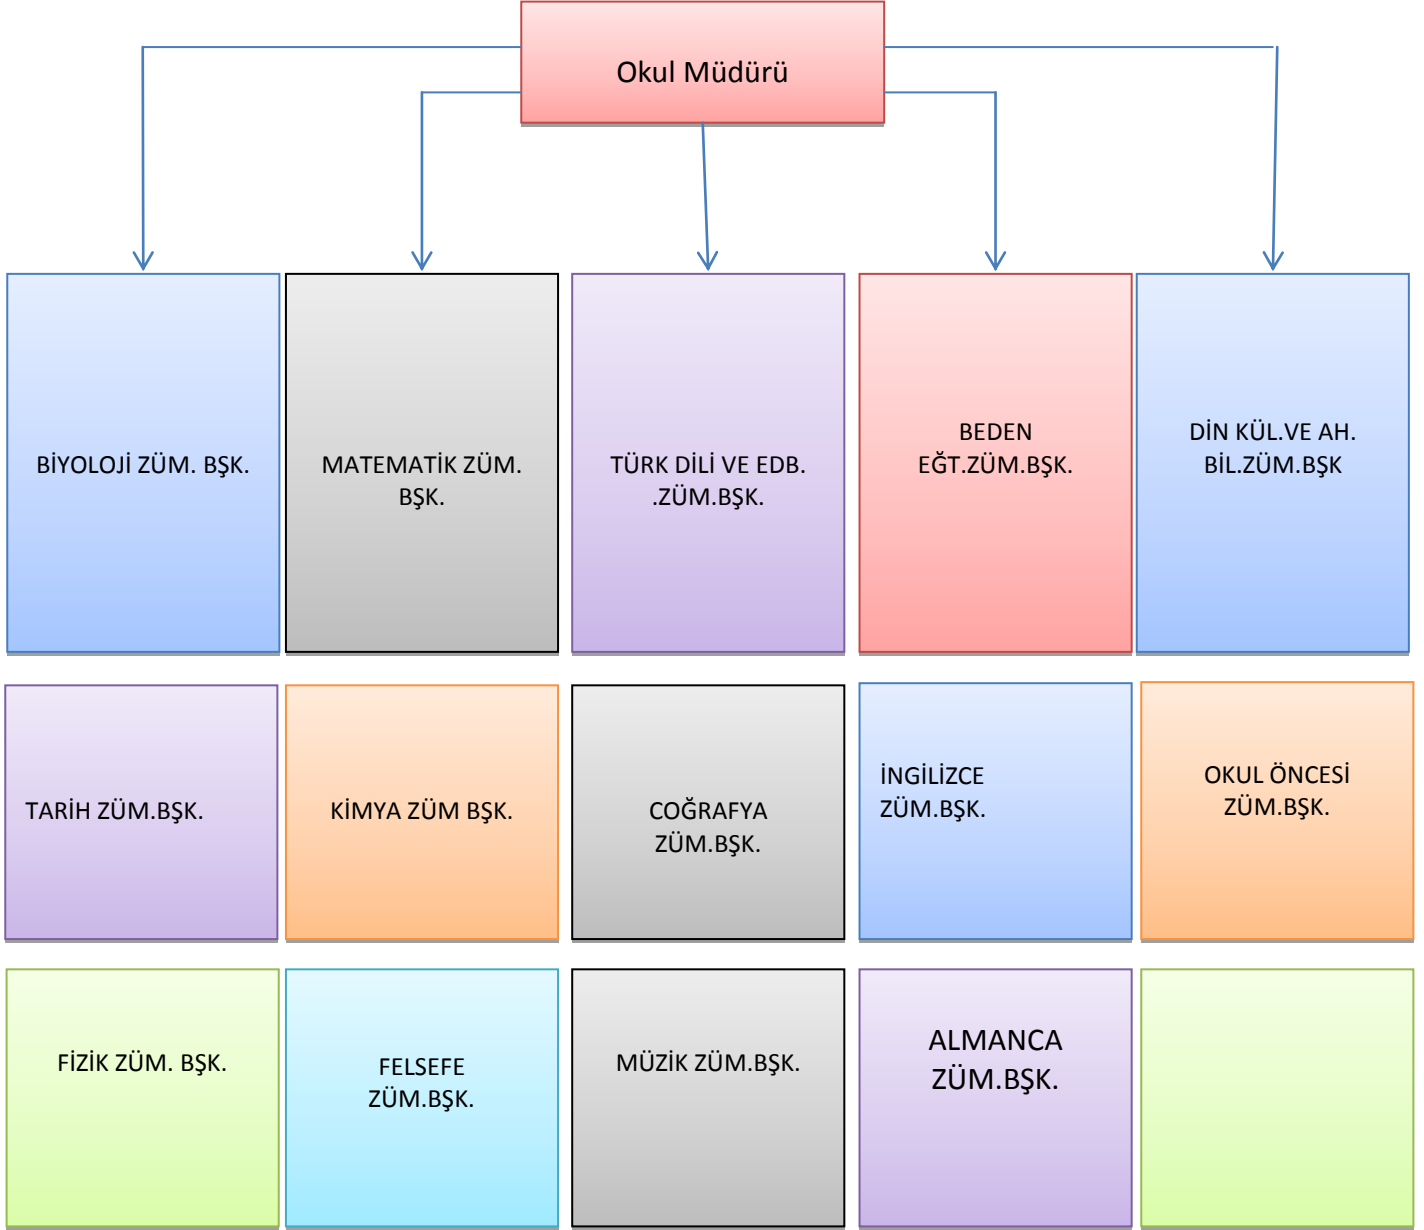 Okul Müdürü
BİYOLOJİ ZÜM. BŞK.
MATEMATİK ZÜM.
BŞK.
TÜRK DİLİ VE EDB.
.ZÜM.BŞK.
BEDEN
EĞT.ZÜM.BŞK.
DİN KÜL.VE AH.
BİL.ZÜM.BŞK
TARİH ZÜM.BŞK.
KİMYA ZÜM BŞK.
COĞRAFYA
ZÜM.BŞK.
İNGİLİZCE
ZÜM.BŞK.
OKUL ÖNCESİ
ZÜM.BŞK.
FİZİK ZÜM. BŞK.
FELSEFE
ZÜM.BŞK.
MÜZİK ZÜM.BŞK.
ALMANCA
ZÜM.BŞK.